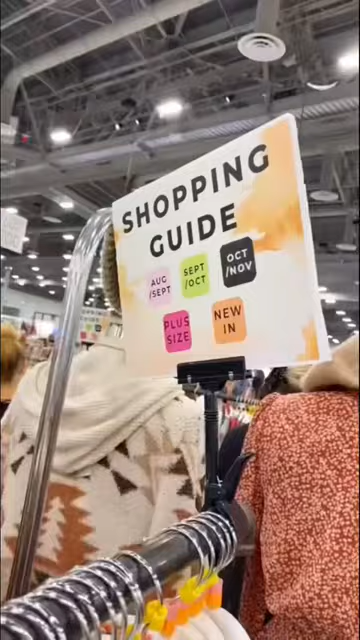 SHOPPING
GUIDE
AUG
/SEPT
SEPT
/OCT
OCT
/NOV
PLUS
SIZE
NEW
IN